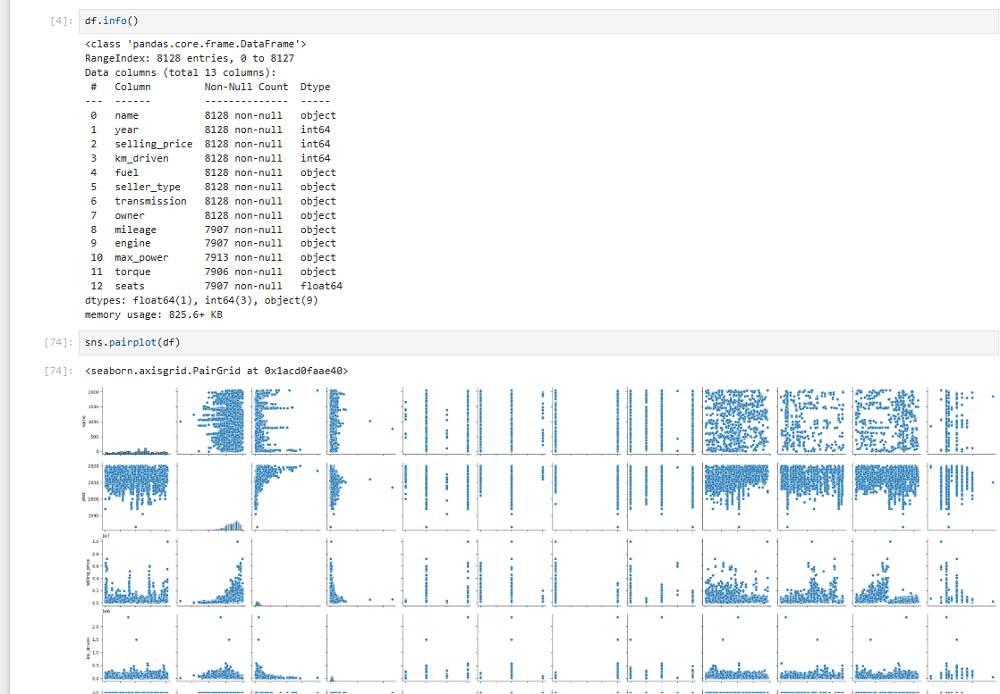 [4]: df.info()
<class 'pandas.core.frame.DataFrame'>
RangeIndex: 8128 entries, 0 to 8127
Data columns (total 13 columns):
 #   Column         Non-Null Count  Dtype
---  ------         --------------  -----
 0   name           8128 non-null   object
 1   year           8128 non-null   int64
 2   selling_price  8128 non-null   int64
 3   km_driven      8128 non-null   int64
 4   fuel           8128 non-null   object
 5   seller_type    8128 non-null   object
 6   transmission   8128 non-null   object
 7   owner          8128 non-null   object
 8   mileage        7907 non-null   object
 9   engine         7907 non-null   object
 10  max_power      7913 non-null   object
 11  torque         7906 non-null   object
 12  seats          7907 non-null   float64
dtypes: float64(1), int64(3), object(9)
memory usage: 825.6+ KB
[74]: sns.pairplot(df)
[74]: <seaborn.axisgrid.PairGrid at 0x1acd0faae40>
2000
1500
1000
500
0
name
2020
2010
2000
1990
year
1e7
1.0
0.8
0.6
0.4
0.2
0.0
selling_price
1e6
2.0
1.5
1.0
0.5
0.0
km_driven